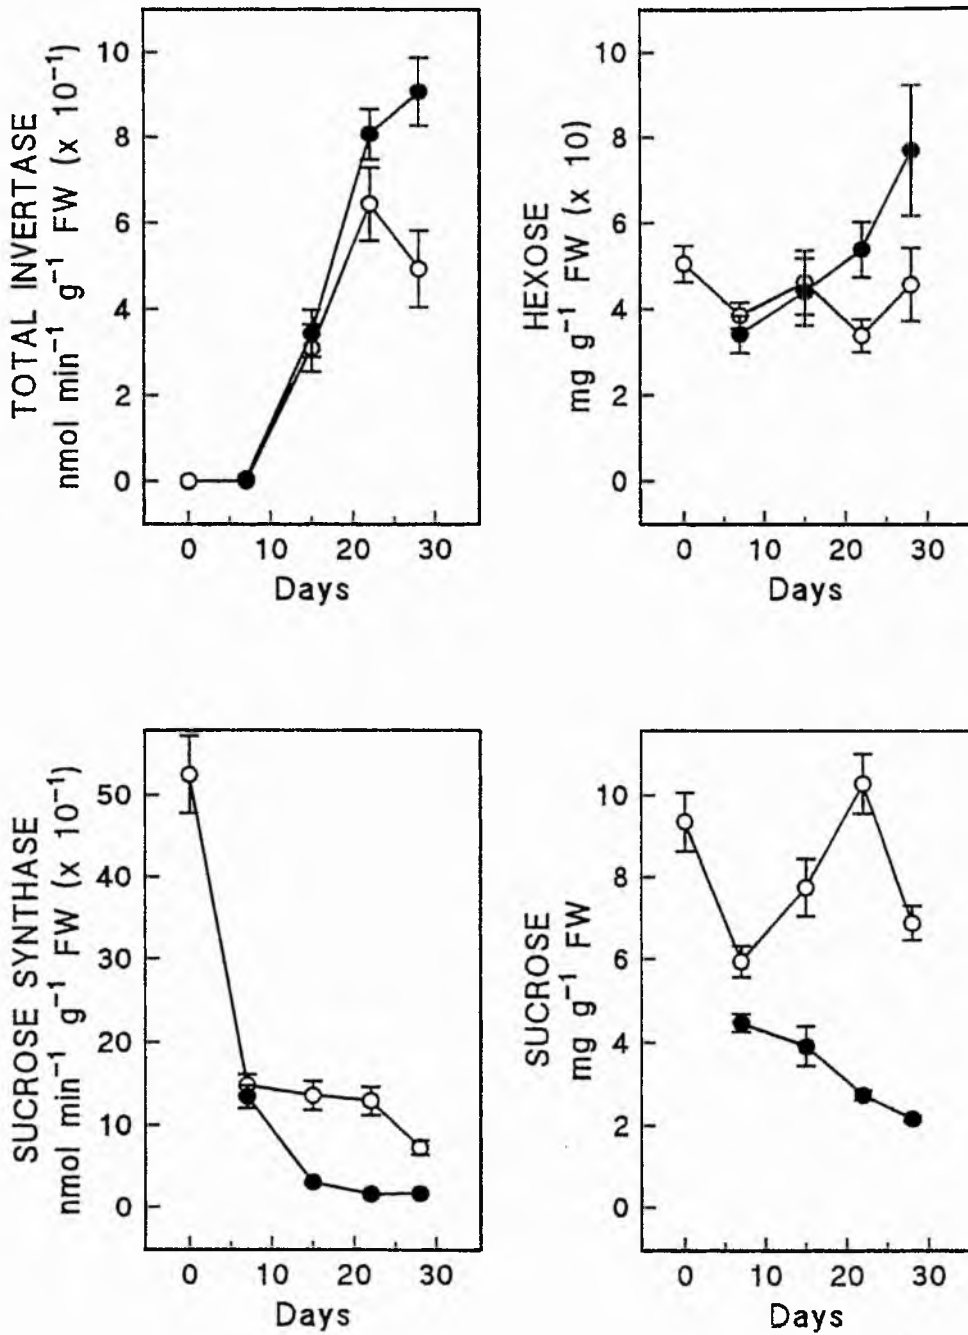 TOTAL INVERTASE
nmol min⁻¹ g⁻¹ FW (x 10⁻¹)
10
8
6
4
2
0
0 10 20 30
Days
HEXOSE
mg g⁻¹ FW (x 10)
10
8
6
4
2
0
0 10 20 30
Days
SUCROSE SYNTHASE
nmol min⁻¹ g⁻¹ FW (x 10⁻¹)
50
40
30
20
10
0
0 10 20 30
Days
SUCROSE
mg g⁻¹ FW
10
8
6
4
2
0
0 10 20 30
Days